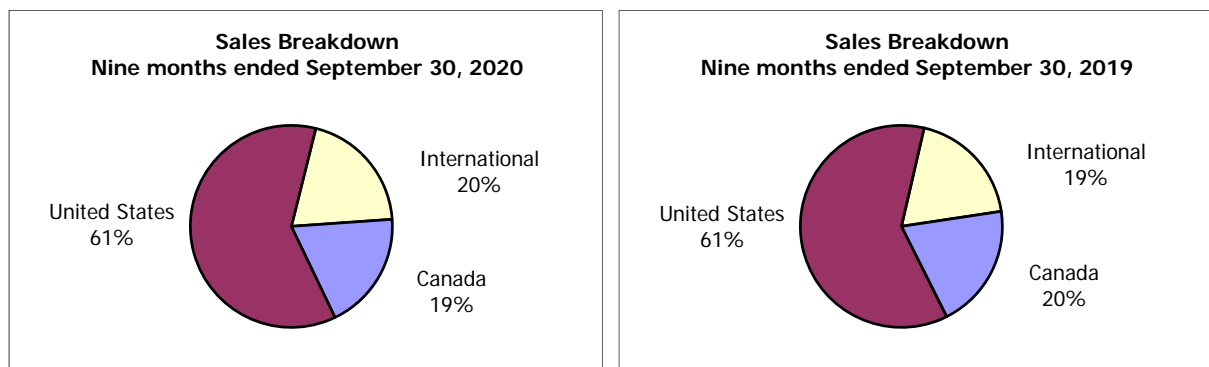 Sales Breakdown
Nine months ended September 30, 2020
International
20%
United States
61%
Canada
19%
Sales Breakdown
Nine months ended September 30, 2019
International
19%
United States
61%
Canada
20%